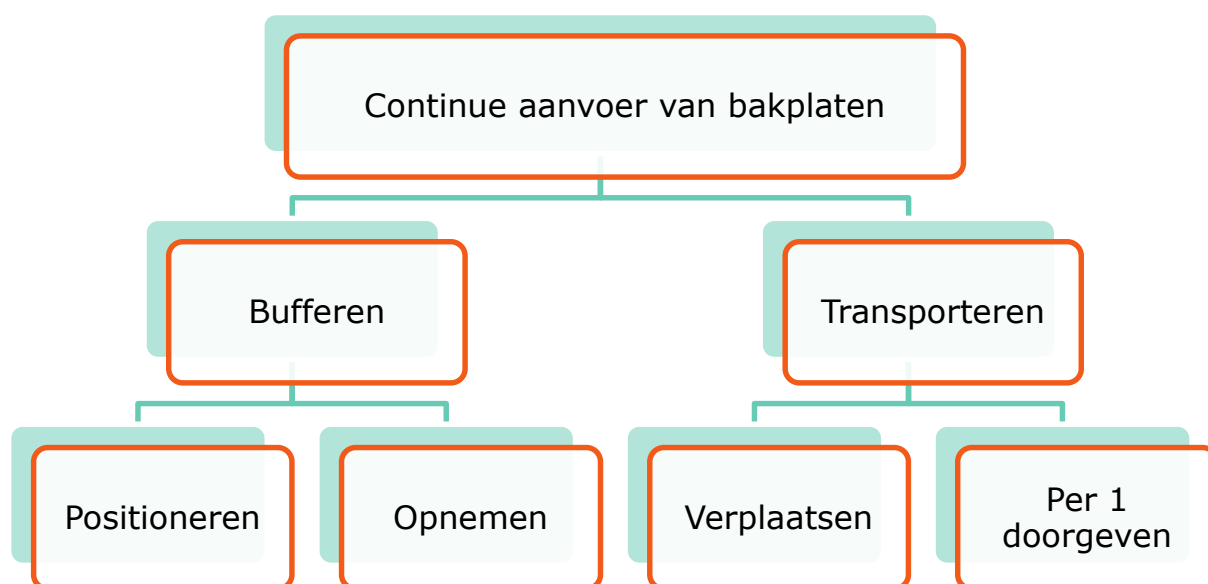 Continue aanvoer van bakplaten
Bufferen
Transporteren
Positioneren
Opnemen
Verplaatsen
Per 1
doorgeven